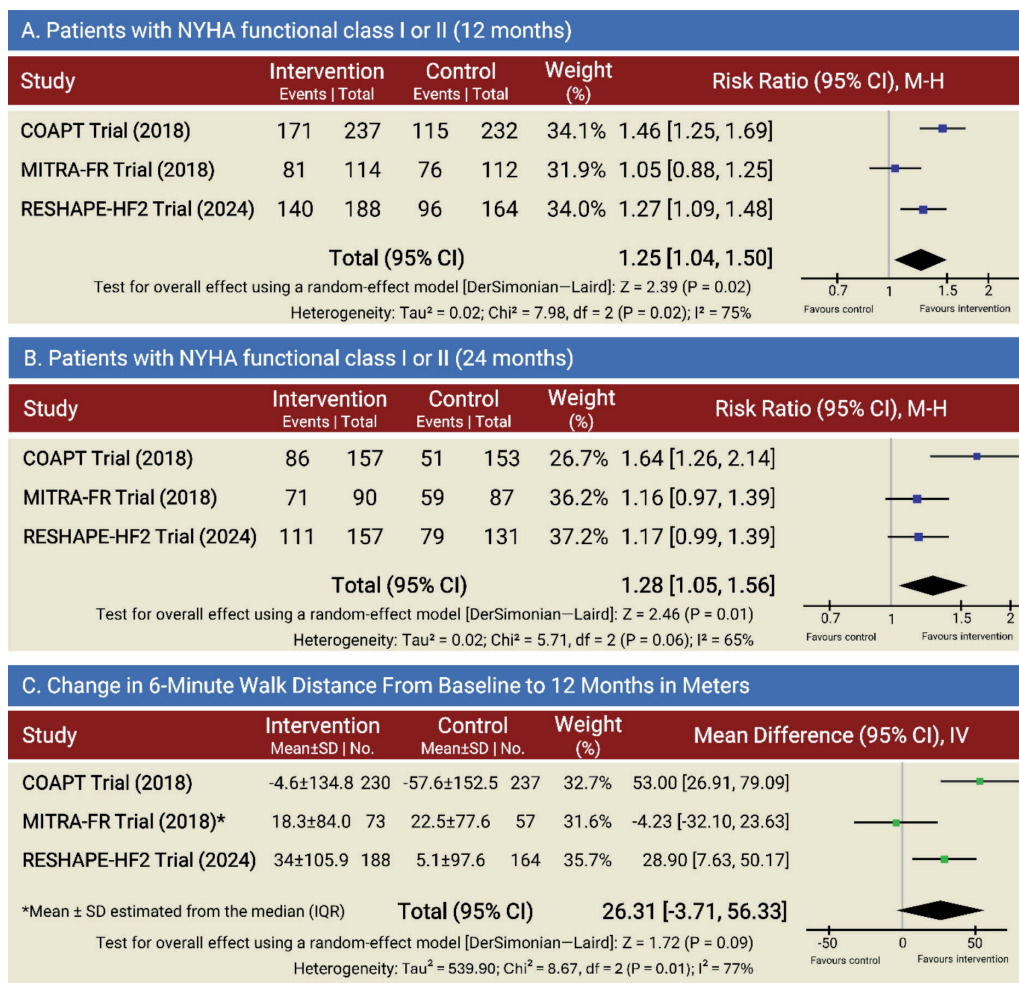 A. Patients with NYHA functional class I or II (12 months)
Study Intervention Control Weight Risk Ratio (95% CI), M-H
Events | Total Events | Total (%)
COAPT Trial (2018) 171 237 115 232 34.1% 1.46 [1.25, 1.69]
MITRA-FR Trial (2018) 81 114 76 112 31.9% 1.05 [0.88, 1.25]
RESHAPE-HF2 Trial (2024) 140 188 96 164 34.0% 1.27 [1.09, 1.48]
Total (95% CI) 1.25 [1.04, 1.50]
Test for overall effect using a random-effect model [DerSimonian–Laird]: Z = 2.39 (P = 0.02)
Heterogeneity: Tau² = 0.02; Chi² = 7.98, df = 2 (P = 0.02); I² = 75%
0.7 1 1.5 2
Favours control Favours intervention
B. Patients with NYHA functional class I or II (24 months)
Study Intervention Control Weight Risk Ratio (95% CI), M-H
Events | Total Events | Total (%)
COAPT Trial (2018) 86 157 51 153 26.7% 1.64 [1.26, 2.14]
MITRA-FR Trial (2018) 71 90 59 87 36.2% 1.16 [0.97, 1.39]
RESHAPE-HF2 Trial (2024) 111 157 79 131 37.2% 1.17 [0.99, 1.39]
Total (95% CI) 1.28 [1.05, 1.56]
Test for overall effect using a random-effect model [DerSimonian–Laird]: Z = 2.46 (P = 0.01)
Heterogeneity: Tau² = 0.02; Chi² = 5.71, df = 2 (P = 0.06); I² = 65%
0.7 1 1.5 2
Favours control Favours intervention
C. Change in 6-Minute Walk Distance From Baseline to 12 Months in Meters
Study Intervention Control Weight Mean Difference (95% CI), IV
Mean±SD | No. Mean±SD | No. (%)
COAPT Trial (2018) -4.6±134.8 230 -57.6±152.5 237 32.7% 53.00 [26.91, 79.09]
MITRA-FR Trial (2018)* 18.3±84.0 73 22.5±77.6 57 31.6% -4.23 [-32.10, 23.63]
RESHAPE-HF2 Trial (2024) 34±105.9 188 5.1±97.6 164 35.7% 28.90 [7.63, 50.17]
*Mean ± SD estimated from the median (IQR) Total (95% CI) 26.31 [-3.71, 56.33]
Test for overall effect using a random-effect model [DerSimonian–Laird]: Z = 1.72 (P = 0.09)
Heterogeneity: Tau² = 539.90; Chi² = 8.67, df = 2 (P = 0.01); I² = 77%
-50 0 50
Favours control Favours intervention